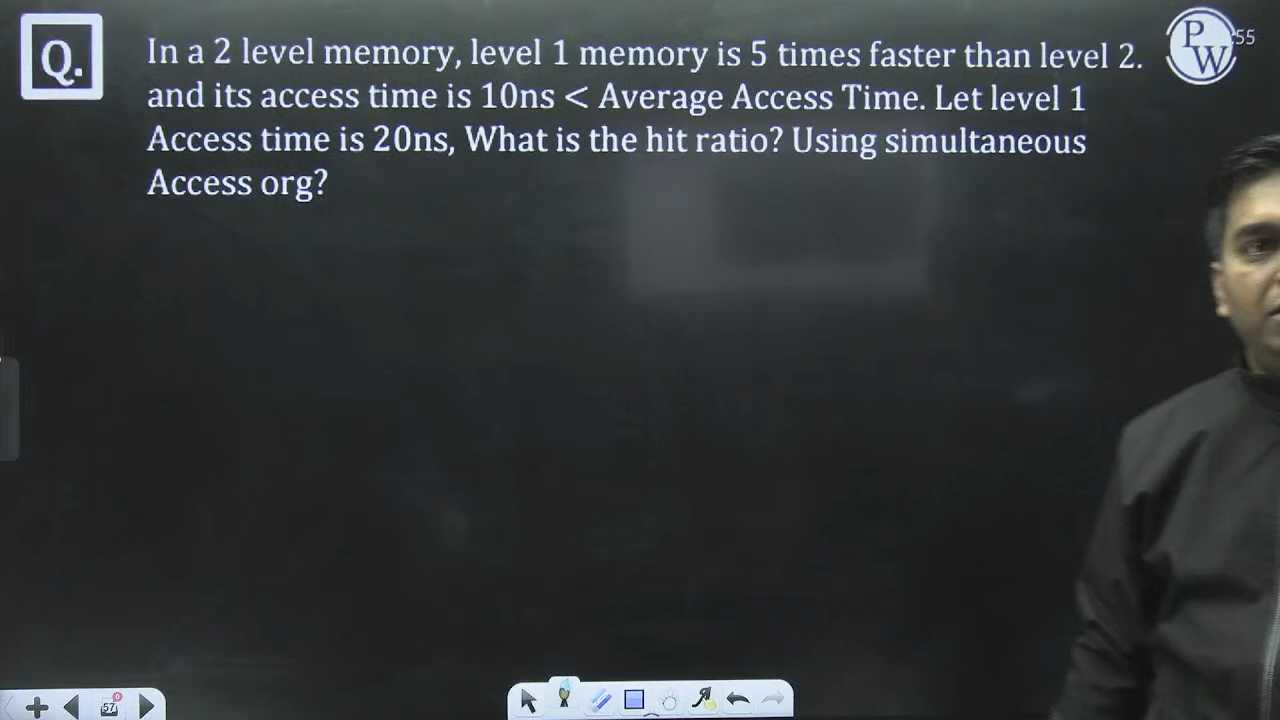 Q.
In a 2 level memory, level 1 memory is 5 times faster than level 2.
and its access time is 10ns < Average Access Time. Let level 1
Access time is 20ns, What is the hit ratio? Using simultaneous
Access org?
P
W
55
57
0